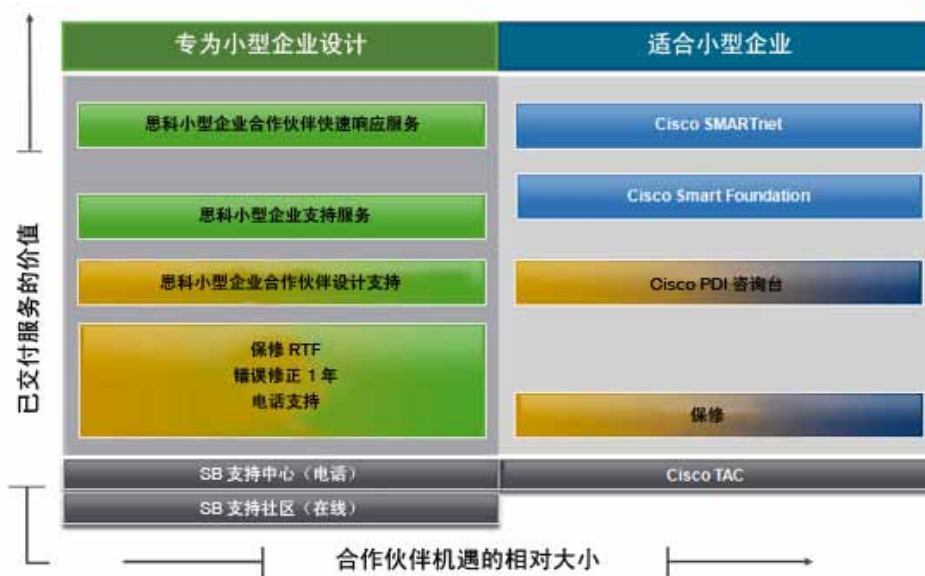 专为小型企业设计
适合小型企业
思科小型企业合作伙伴快速响应服务
Cisco SMARTnet
Cisco Smart Foundation
思科小型企业支持服务
思科小型企业合作伙伴设计支持
Cisco PDI 咨询台
保修 RTF
错误修正 1 年
电话支持
保修
SB 支持中心（电话）
Cisco TAC
SB 支持社区（在线）
已交付服务的价值
合作伙伴机遇的相对大小